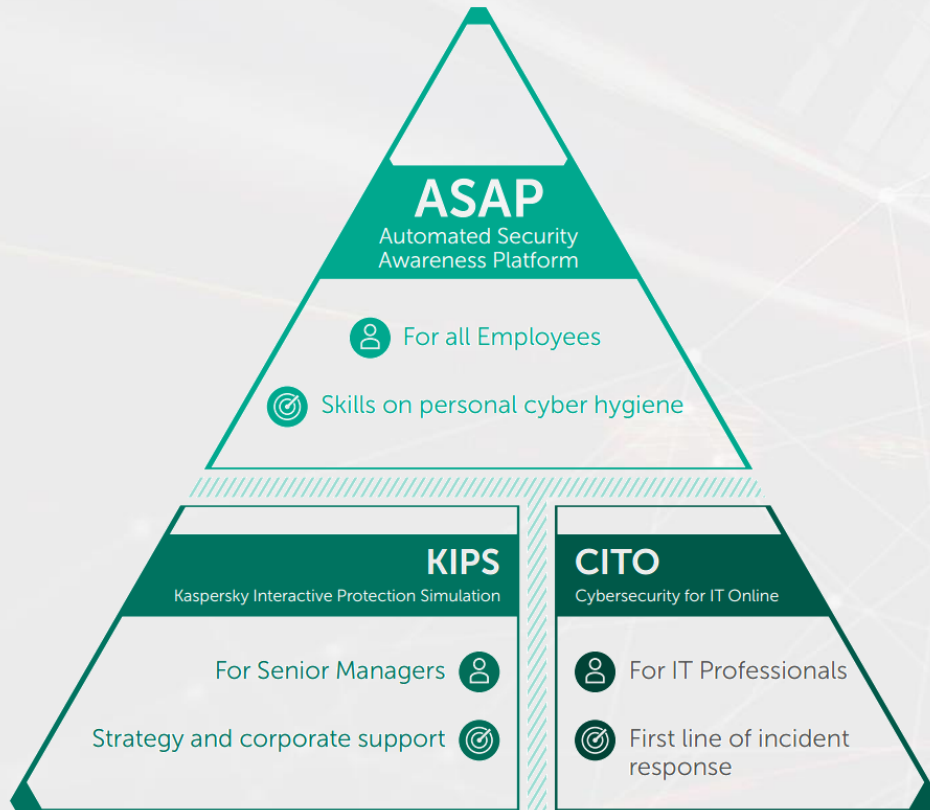 ASAP
Automated Security
Awareness Platform
For all Employees
Skills on personal cyber hygiene
KIPS
Kaspersky Interactive Protection Simulation
For Senior Managers
Strategy and corporate support
CITO
Cybersecurity for IT Online
For IT Professionals
First line of incident
response